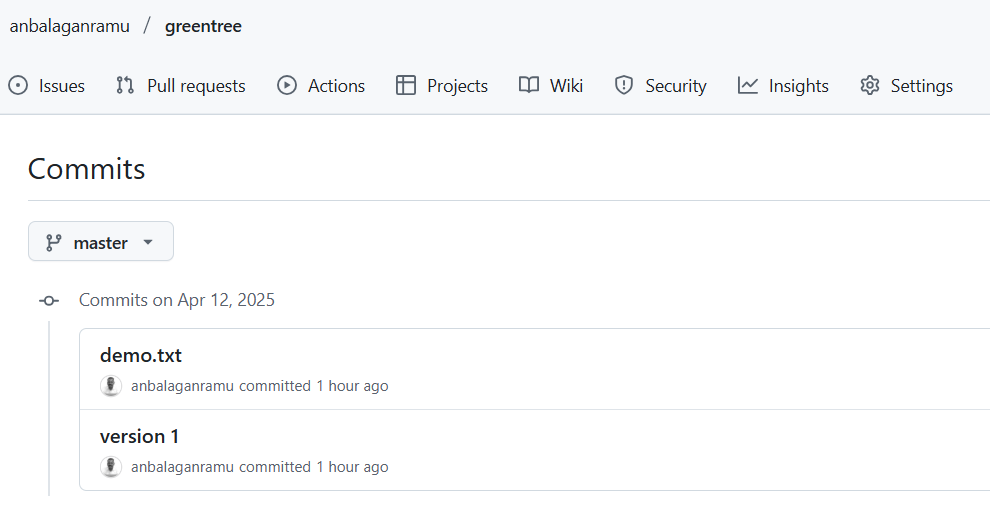 anbalaganramu / greentree
Issues Pull requests Actions Projects Wiki Security Insights Settings
Commits
master
Commits on Apr 12, 2025
demo.txt
anbalaganramu committed 1 hour ago
version 1
anbalaganramu committed 1 hour ago